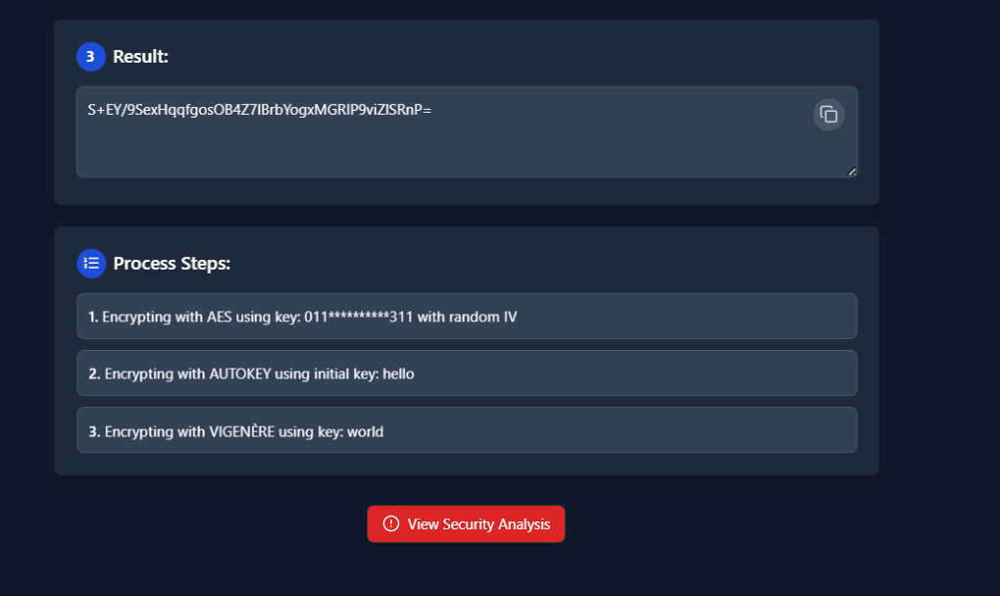 3 Result:
S+EY/9SexHqqfgosOB4Z7IBrbYogxMGRlP9viZISRnP=
Process Steps:
1. Encrypting with AES using key: 011**********311 with random IV
2. Encrypting with AUTOKEY using initial key: hello
3. Encrypting with VIGENÈRE using key: world
View Security Analysis